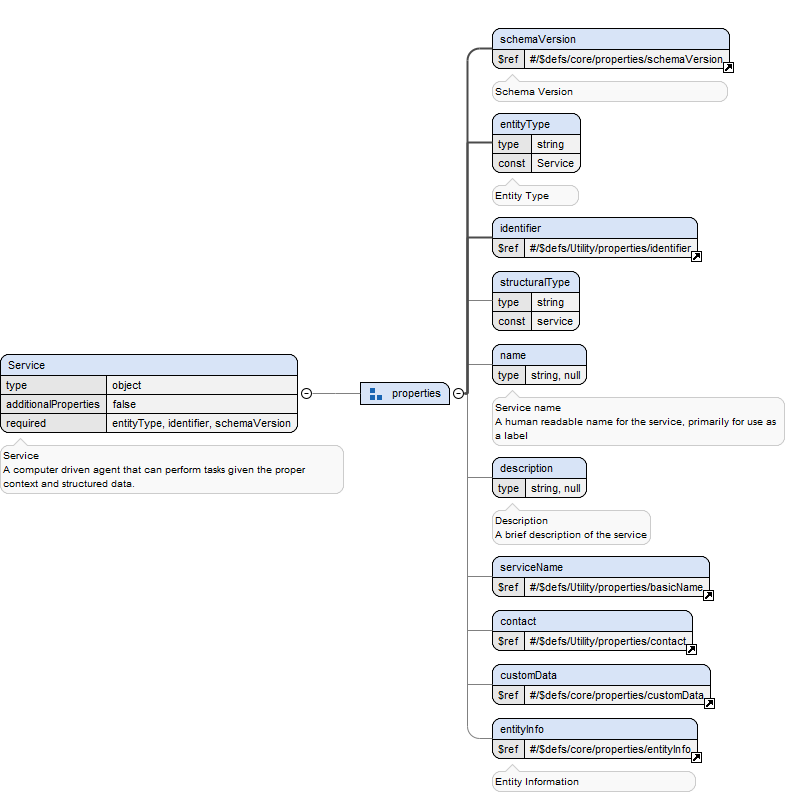 Service
type object
additionalProperties false
required entityType, identifier, schemaVersion
Service
A computer driven agent that can perform tasks given the proper
context and structured data.
properties
schemaVersion
$ref #/$defs/core/properties/schemaVersion
Schema Version
entityType
type string
const Service
Entity Type
identifier
$ref #/$defs/Utility/properties/identifier
structuralType
type string
const service
name
type string, null
Service name
A human readable name for the service, primarily for use as
a label
description
type string, null
Description
A brief description of the service
serviceName
$ref #/$defs/Utility/properties/basicName
contact
$ref #/$defs/Utility/properties/contact
customData
$ref #/$defs/core/properties/customData
entityInfo
$ref #/$defs/core/properties/entityInfo
Entity Information